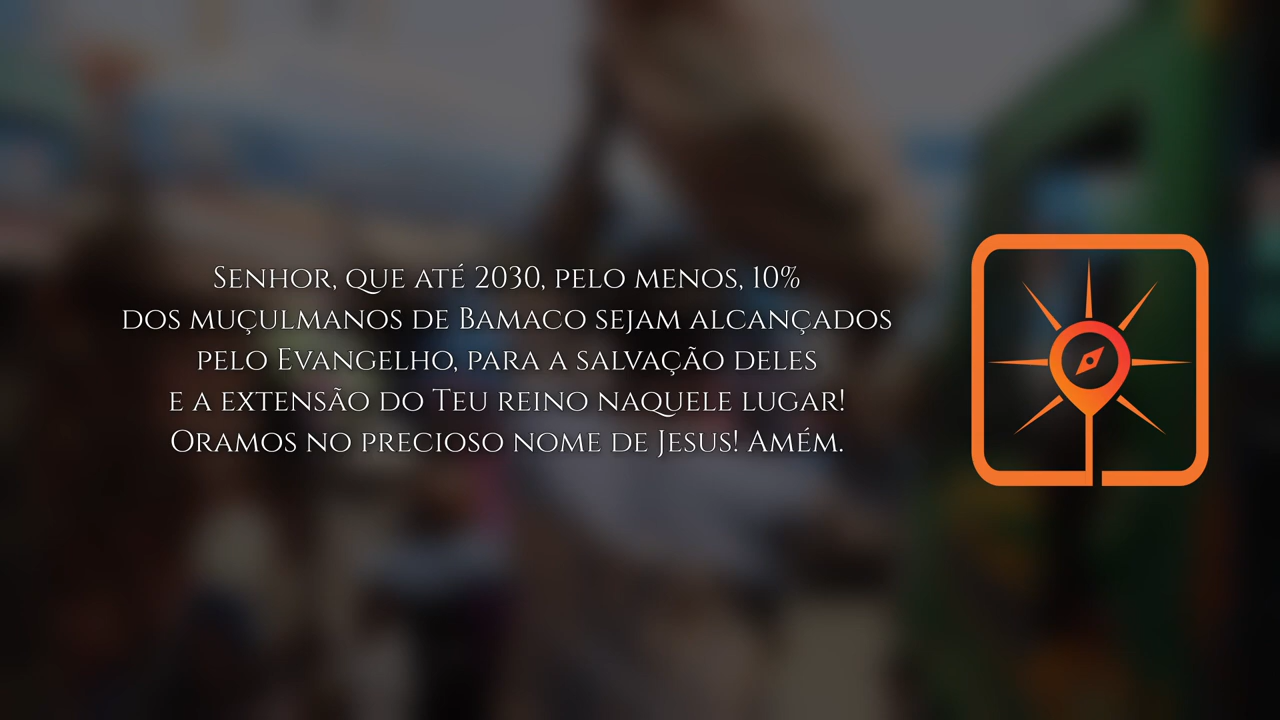 Senhor, que até 2030, pelo menos, 10%
dos muçulmanos de Bamaco sejam alcançados
pelo Evangelho, para a salvação deles
e a extensão do Teu reino naquele lugar!
Oramos no precioso nome de Jesus! Amém.